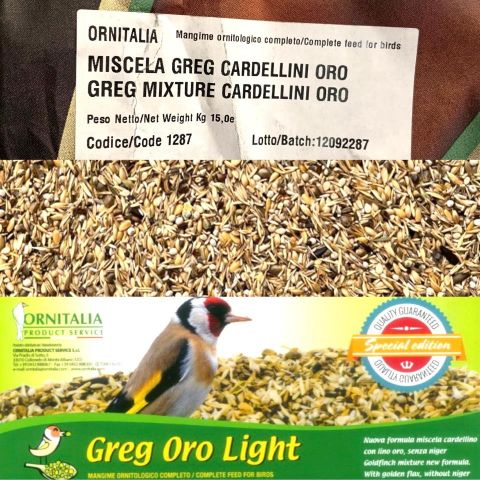 ORNITALIA Mangime ornitologico completo/Complete feed for birds
MISCELA GREG CARDELLINI ORO
GREG MIXTURE CARDELLINI ORO
Peso Netto/Net Weight Kg 15,0e
Codice/Code 1287 Lotto/Batch:12092287
ORNITALIA
PRODUCT SERVICE
ORNITALIA PRODUCT SERVICE S.r.l.
QUALITY GUARANTEED
Special edition
QUALITY GUARANTEED
Greg Oro Light
MANGIME ORNITOLOGICO COMPLETO / COMPLETE FEED FOR BIRDS
Nuova formula miscela cardellino
con lino oro, senza niger
Goldfinch mixture new formula.
With golden flax, without niger